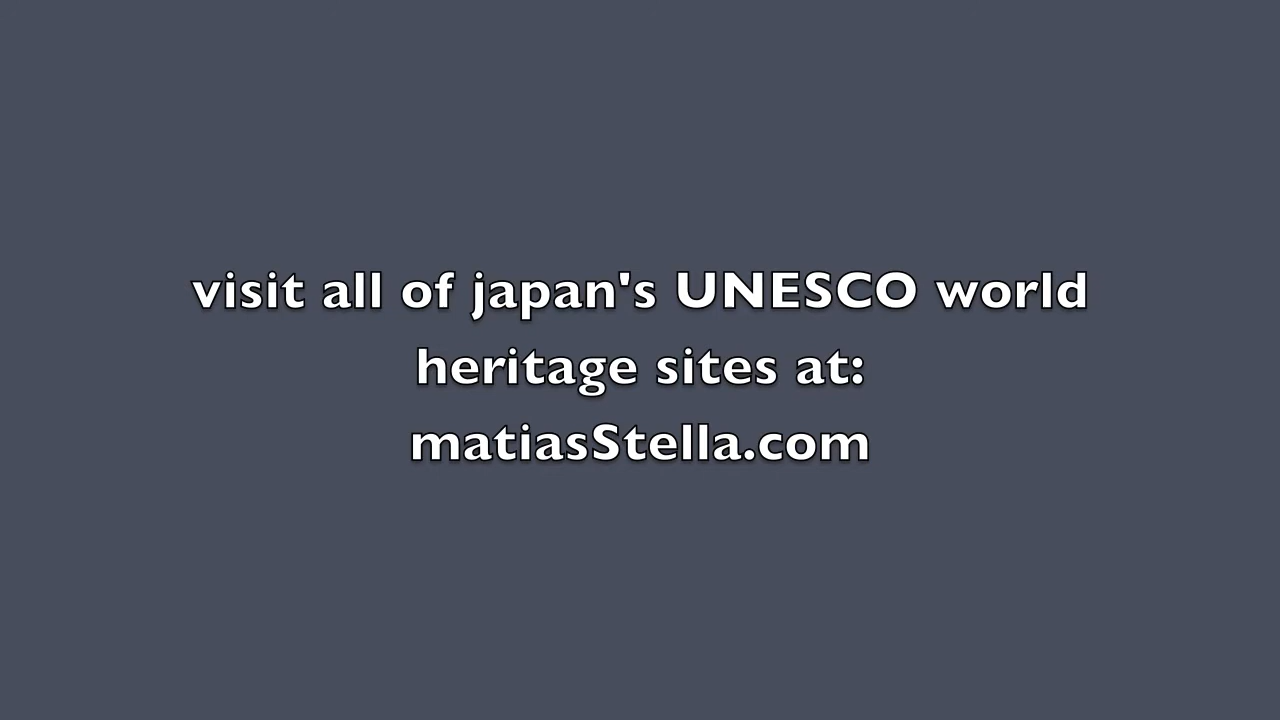 visit all of japan's UNESCO world
heritage sites at:
matiasStella.com